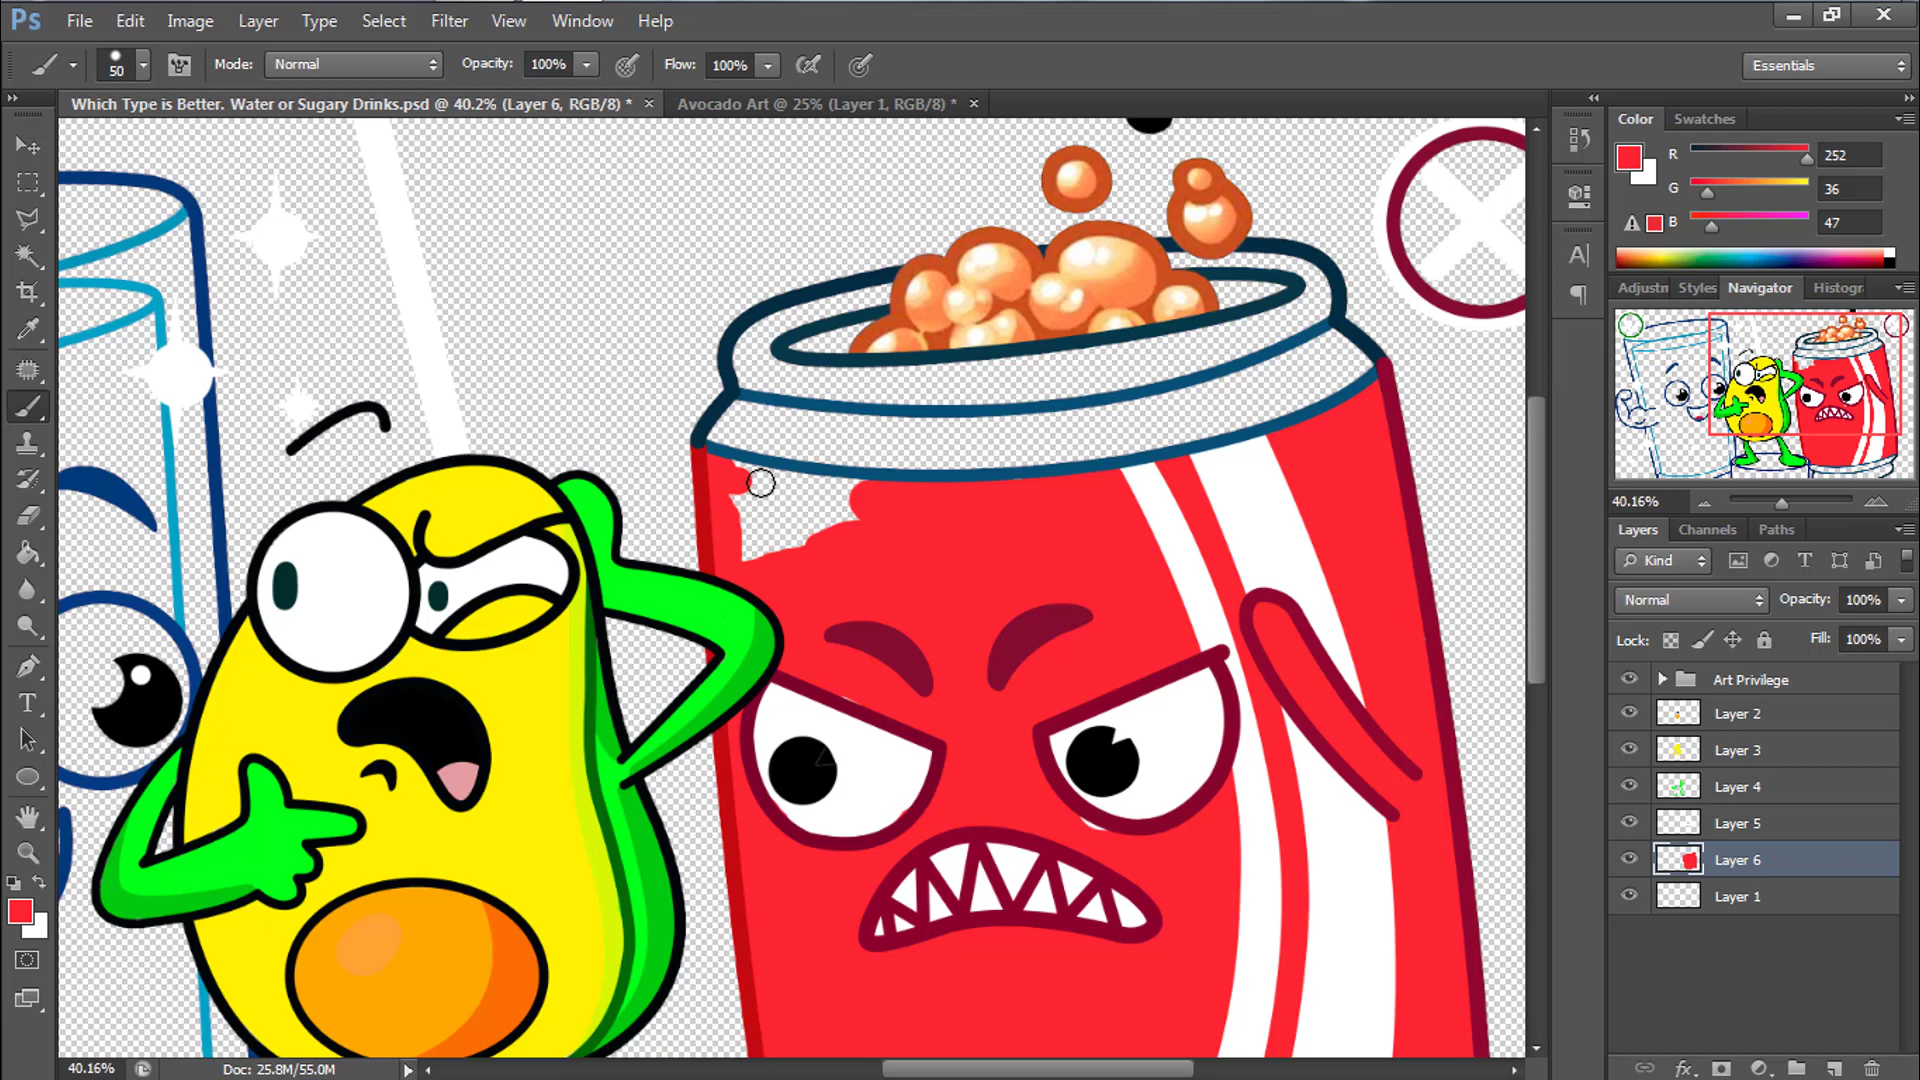 Ps File Edit Image Layer Type Select Filter View Window Help
50 Mode: Normal Opacity: 100% Flow: 100% Essentials
Which Type is Better. Water or Sugary Drinks.psd @ 40.2% (Layer 6, RGB/8) * Avocado Art @ 25% (Layer 1, RGB/8) *
Color Swatches
R 252
G 36
B 47
Adjustn Styles Navigator Histogr
40.16%
Layers Channels Paths
Kind
Normal Opacity: 100%
Lock: Fill: 100%
Art Privilege
Layer 2
Layer 3
Layer 4
Layer 5
Layer 6
Layer 1
40.16% Doc: 25.8M/55.0M